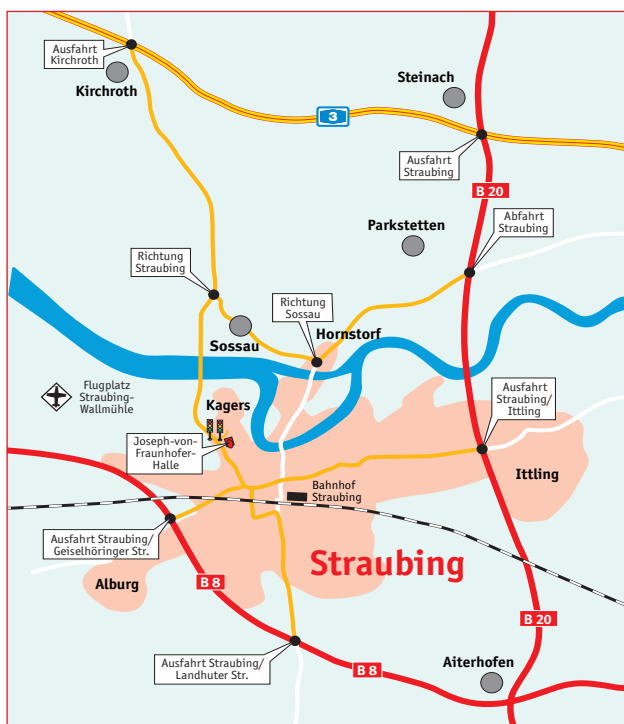 Ausfahrt
Kirchroth
Kirchroth
Steinach
3
Ausfahrt
Straubing
B 20
Parkstetten
Abfahrt
Straubing
Richtung
Straubing
Richtung
Sossau
Hornstorf
Sossau
Flugplatz
Straubing-
Wallmühle
Kagers
Ausfahrt
Straubing/
Ittling
Joseph-von-
Fraunhofer-
Halle
Ittling
Bahnhof
Straubing
Ausfahrt Straubing/
Geiselhöringer Str.
Straubing
Alburg
B 8
B 20
Ausfahrt Straubing/
Landhuter Str.
B 8
Aiterhofen